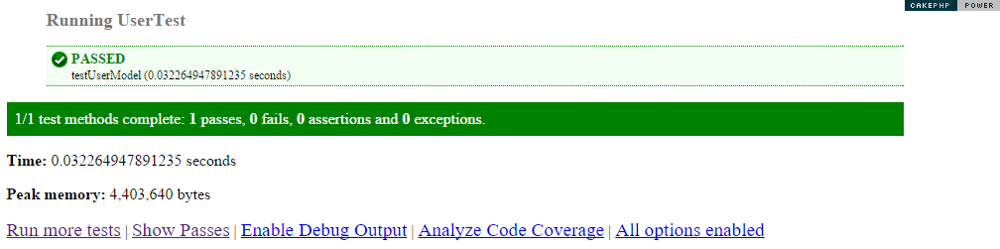 CAKEPHP POWER
Running UserTest
PASSED
testUserModel (0.032264947891235 seconds)
1/1 test methods complete: 1 passes, 0 fails, 0 assertions and 0 exceptions.
Time: 0.032264947891235 seconds
Peak memory: 4,403,640 bytes
Run more tests | Show Passes | Enable Debug Output | Analyze Code Coverage | All options enabled